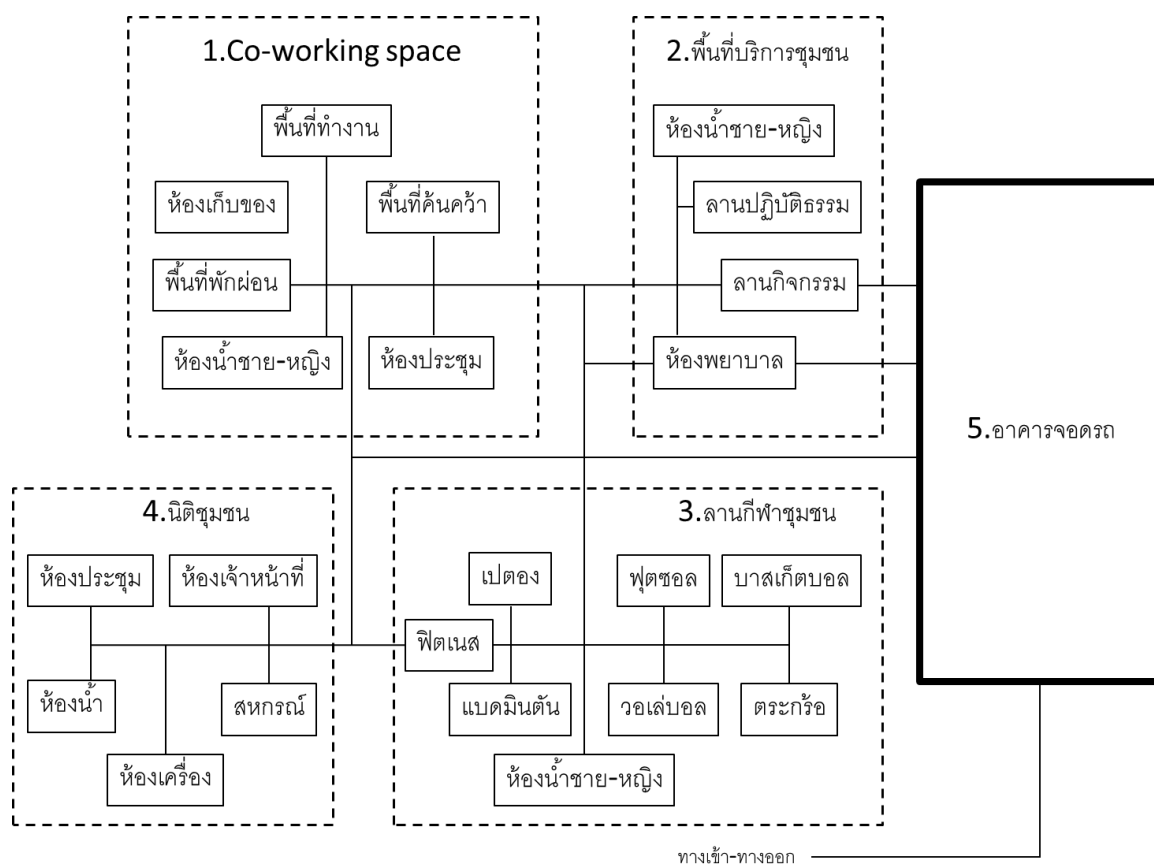 1.Co-working space
พื้นที่ทำงาน
ห้องเก็บของ
พื้นที่ค้นคว้า
พื้นที่พักผ่อน
ห้องน้ำชาย-หญิง
ห้องประชุม
2.พื้นที่บริการชุมชน
ห้องน้ำชาย-หญิง
ลานปฏิบัติธรรม
ลานกิจกรรม
ห้องพยาบาล
5.อาคารจอดรถ
4.นิติชุมชน
ห้องประชุม
ห้องเจ้าหน้าที่
ห้องน้ำ
สหกรณ์
ห้องเครื่อง
3.ลานกีฬาชุมชน
เปตอง
ฟุตซอล
บาสเก็ตบอล
ฟิตเนส
แบดมินตัน
วอเล่บอล
ตระกร้อ
ห้องน้ำชาย-หญิง
ทางเข้า-ทางออก